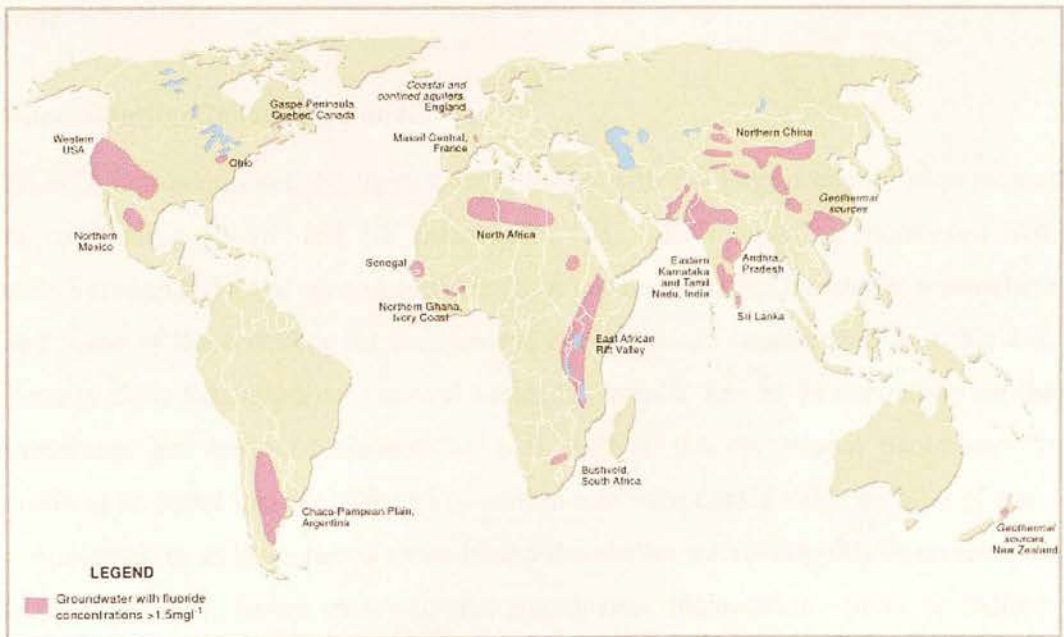 Gaspe Peninsula,
Quebec, Canada
Coastal and
confined aquifers,
England
Massif Central,
France
Western
USA
Ohio
Northern
Mexico
North Africa
Senegal
Northern Ghana,
Ivory Coast
Northern China
Geothermal
sources
Eastern
Karnataka
and Tamil
Nadu, India
Andhra,
Pradesh
Sri Lanka
East African
Rift Valley
Bushveld,
South Africa
Chaco-Pampean Plain,
Argentina
Geothermal
sources,
New Zealand
LEGEND
Groundwater with fluoride
concentrations >1.5mgl⁻¹